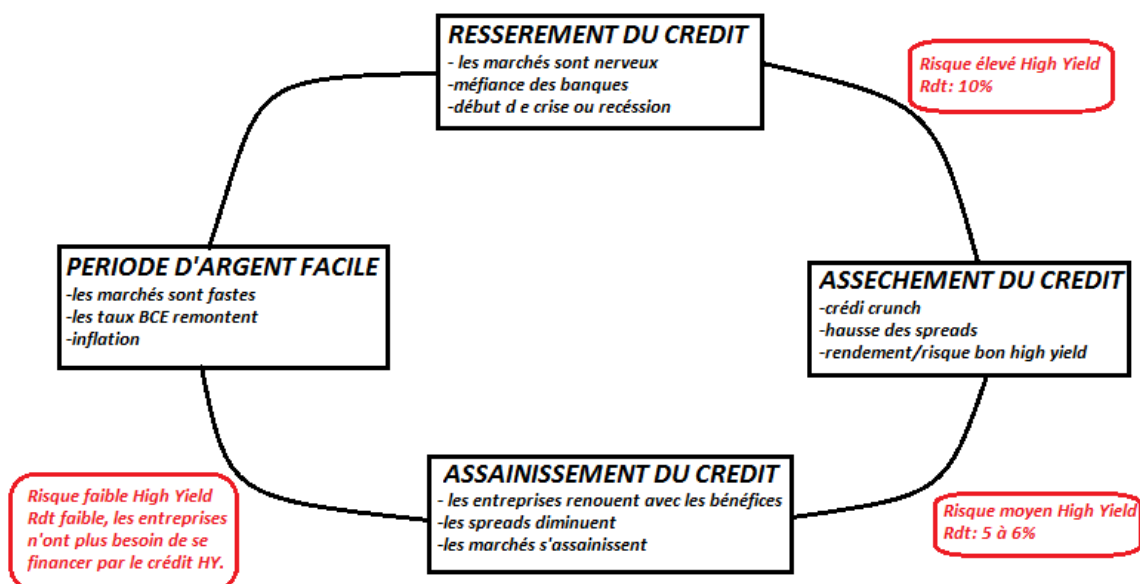 RESSEREMENT DU CREDIT
- les marchés sont nerveux
- méfiance des banques
-début d e crise ou recéssion
Risque élevé High Yield
Rdt: 10%
PERIODE D'ARGENT FACILE
-les marchés sont fastes
-les taux BCE remontent
-inflation
ASSECHEMENT DU CREDIT
-crédi crunch
-hausse des spreads
-rendement/risque bon high yield
ASSAINISSEMENT DU CREDIT
- les entreprises renouent avec les bénéfices
-les spreads diminuent
-les marchés s'assainissent
Risque faible High Yield
Rdt faible, les entreprises
n'ont plus besoin de se
financer par le crédit HY.
Risque moyen High Yield
Rdt: 5 à 6%